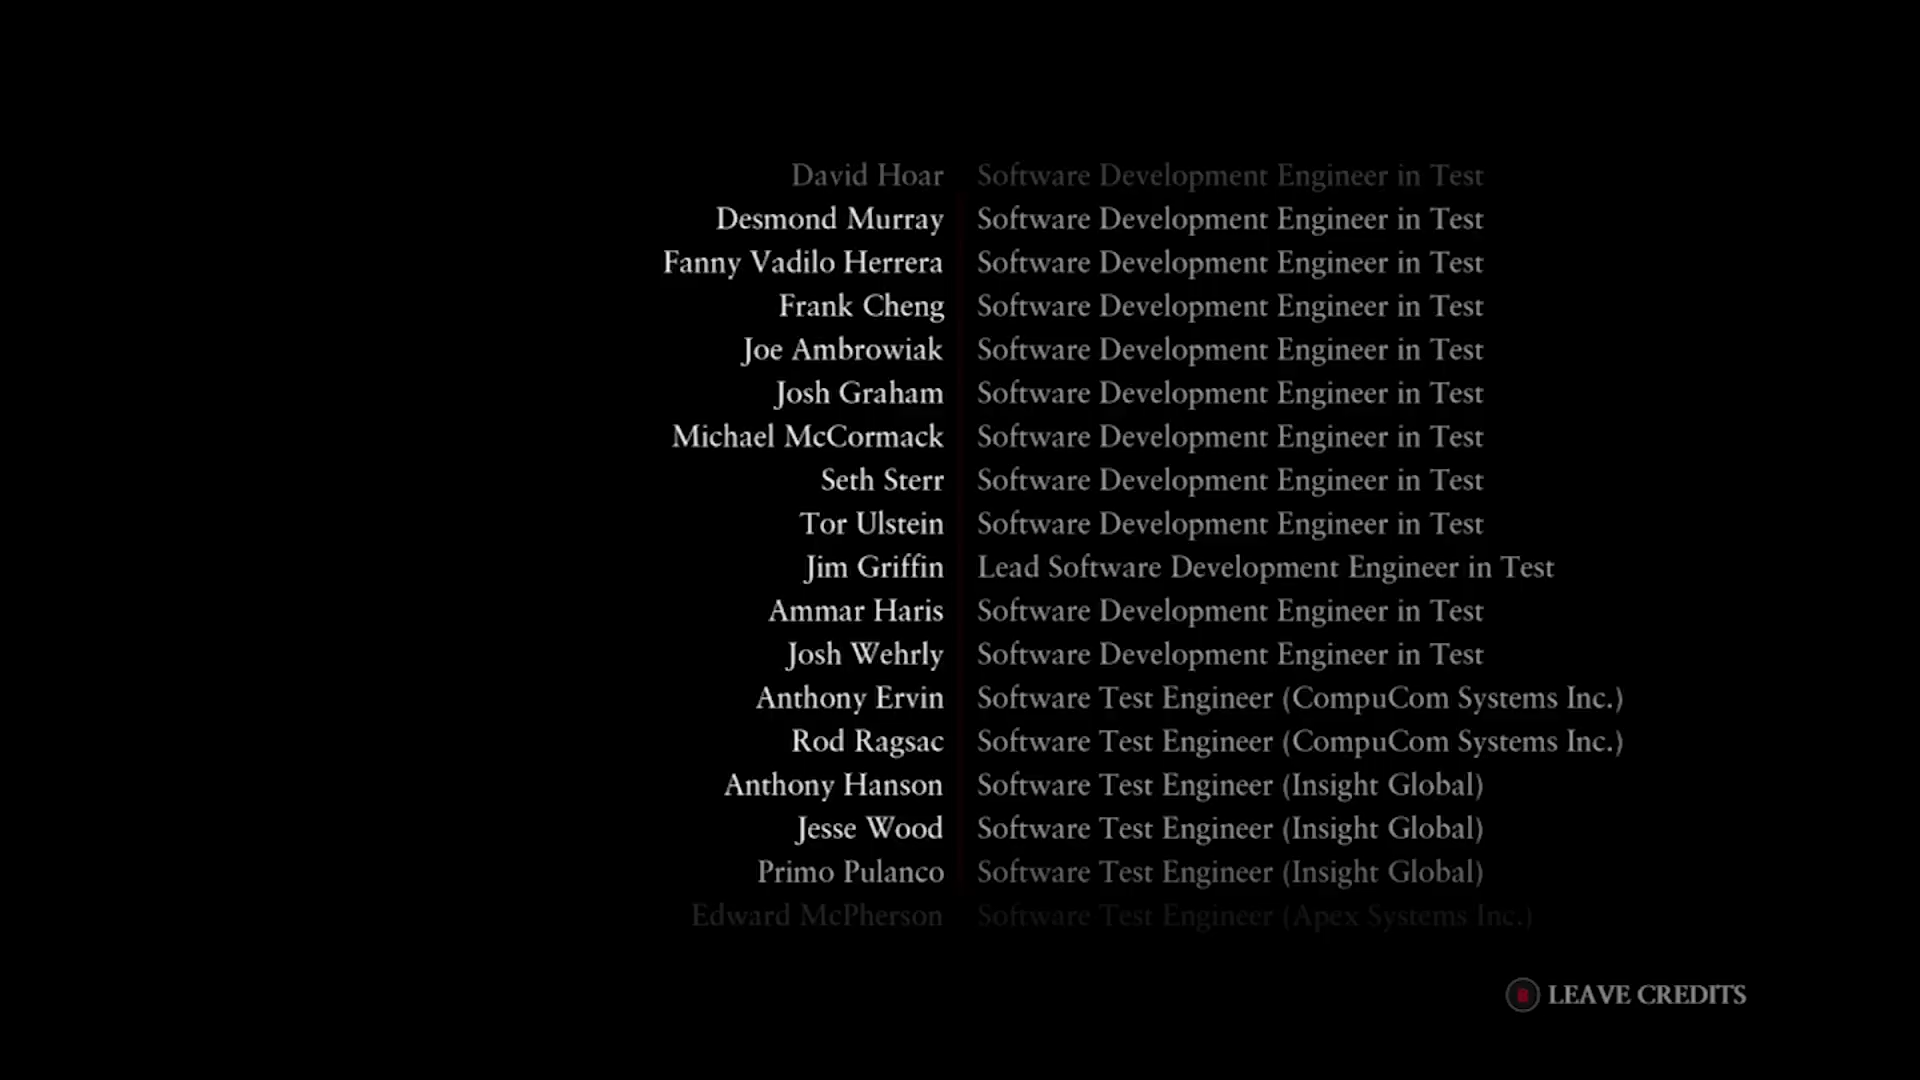 David Hoar Software Development Engineer in Test
Desmond Murray Software Development Engineer in Test
Fanny Vadilo Herrera Software Development Engineer in Test
Frank Cheng Software Development Engineer in Test
Joe Ambrowiak Software Development Engineer in Test
Josh Graham Software Development Engineer in Test
Michael McCormack Software Development Engineer in Test
Seth Sterr Software Development Engineer in Test
Tor Ulstein Software Development Engineer in Test
Jim Griffin Lead Software Development Engineer in Test
Ammar Haris Software Development Engineer in Test
Josh Wehrly Software Development Engineer in Test
Anthony Ervin Software Test Engineer (CompuCom Systems Inc.)
Rod Ragsac Software Test Engineer (CompuCom Systems Inc.)
Anthony Hanson Software Test Engineer (Insight Global)
Jesse Wood Software Test Engineer (Insight Global)
Primo Pulanco Software Test Engineer (Insight Global)
Edward McPherson Software Test Engineer (Apex Systems Inc.)
B LEAVE CREDITS